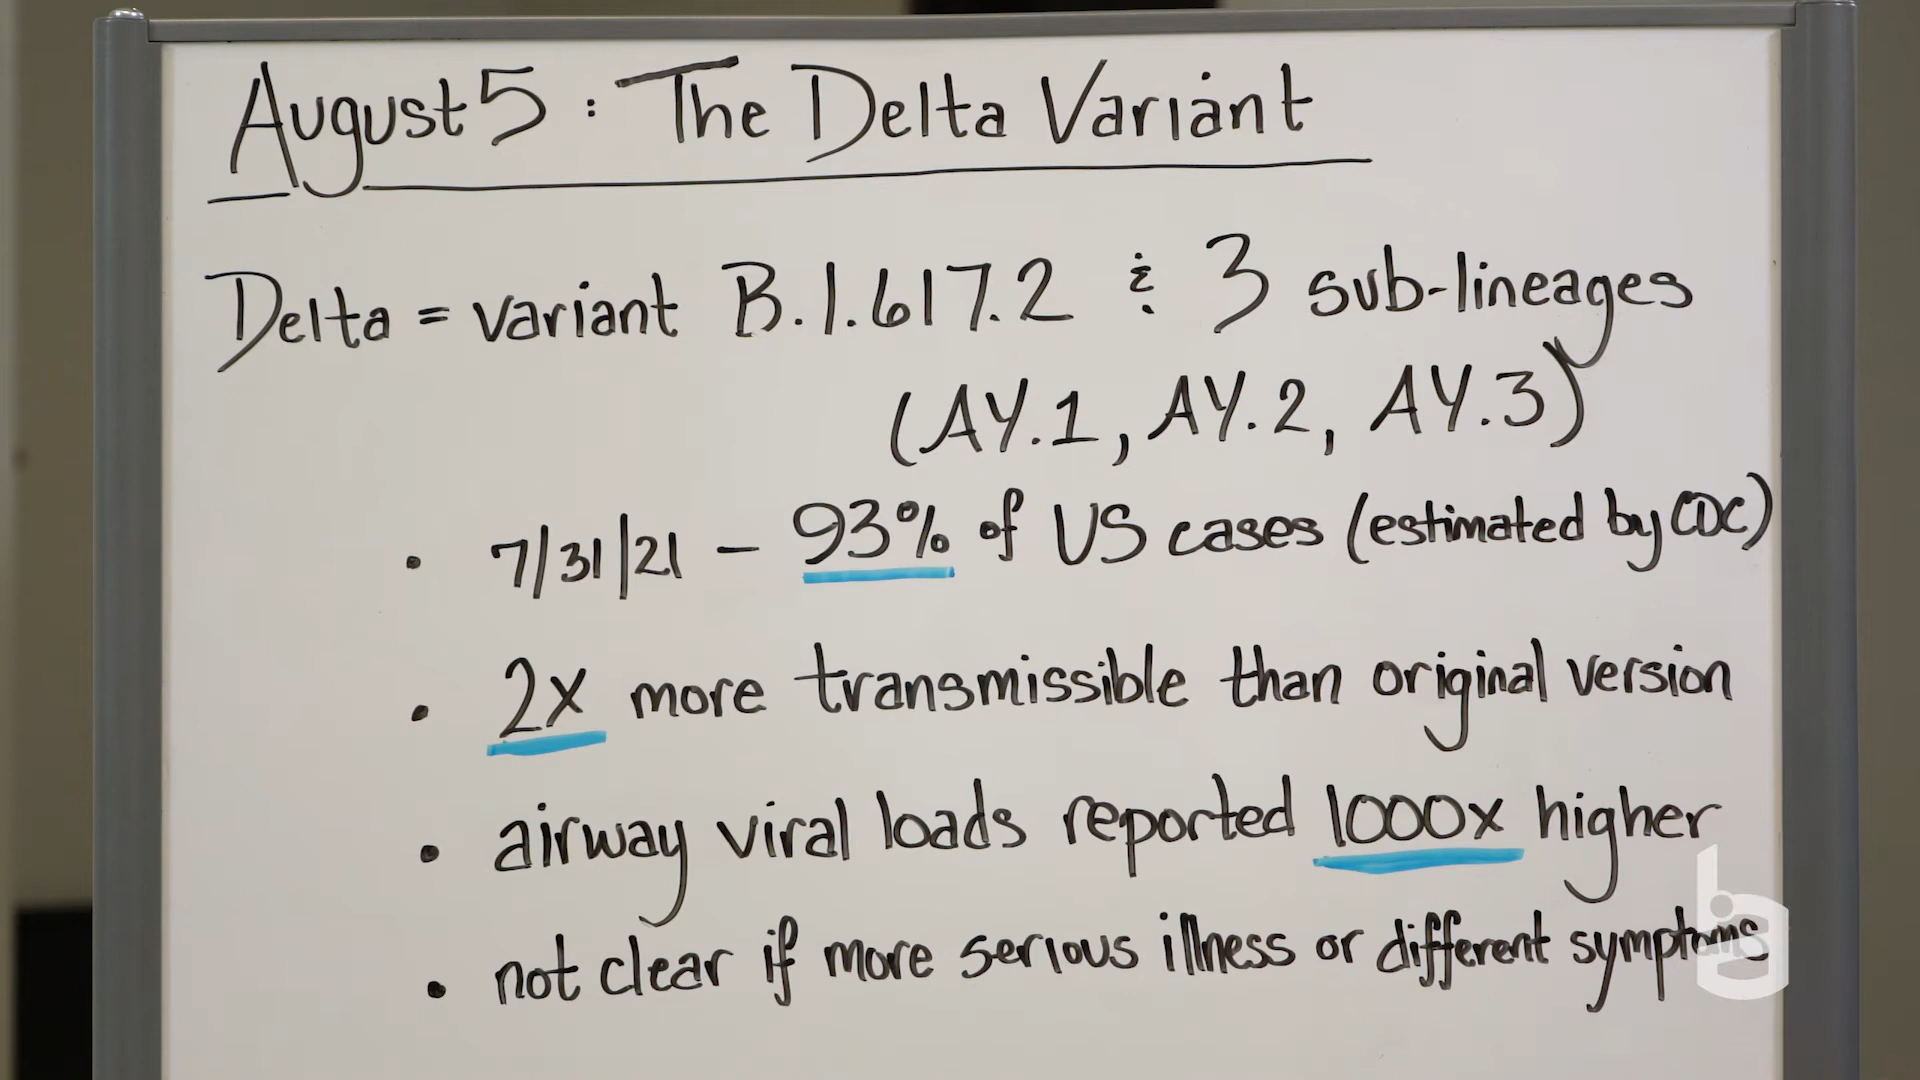 August 5 : The Delta Variant
Delta = variant B.1.617.2 & 3 sub-lineages
(AY.1, AY.2, AY.3)
• 7/31/21 – 93% of US cases (estimated by CDC)
• 2x more transmissible than original version
• airway viral loads reported 1000x higher
• not clear if more serious illness or different symptoms